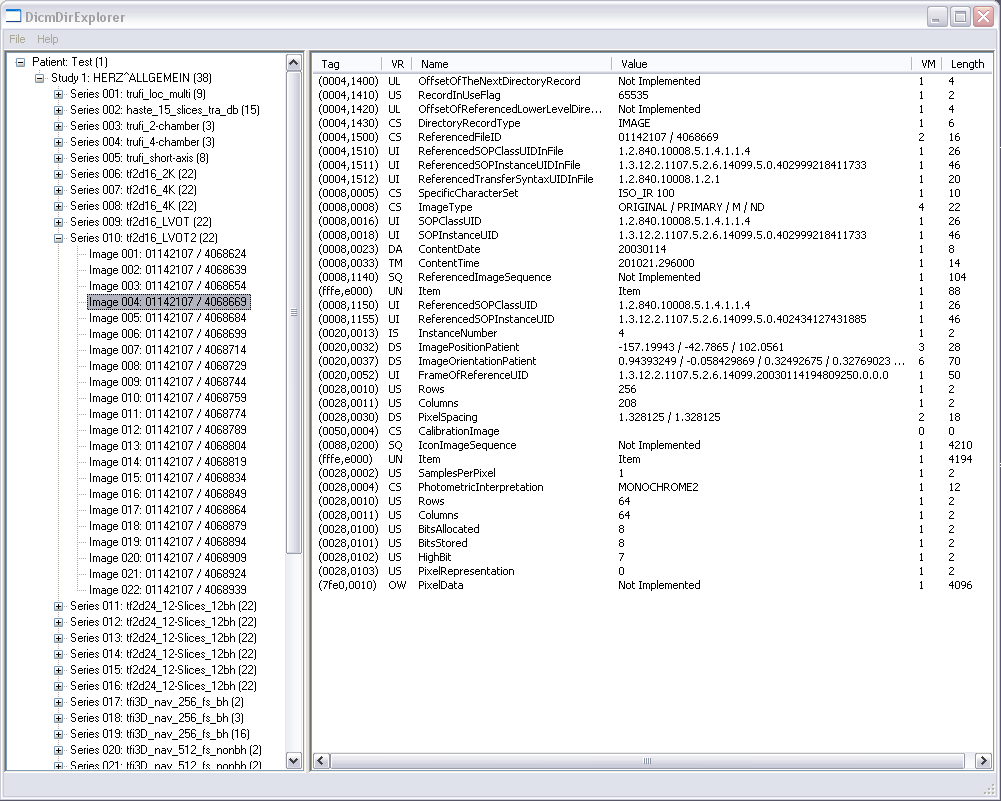 DicmDirExplorer
File Help
Patient: Test (1)
Study 1: HERZ^ALLGEMEIN (38)
Series 001: trufi_loc_multi (9)
Series 002: haste_15_slices_tra_db (15)
Series 003: trufi_2-chamber (3)
Series 004: trufi_4-chamber (3)
Series 005: trufi_short-axis (8)
Series 006: tf2d16_2K (22)
Series 007: tf2d16_4K (22)
Series 008: tf2d16_4K (22)
Series 009: tf2d16_LVOT (22)
Series 010: tf2d16_LVOT2 (22)
Image 001: 01142107 / 4068624
Image 002: 01142107 / 4068639
Image 003: 01142107 / 4068654
Image 004: 01142107 / 4068669
Image 005: 01142107 / 4068684
Image 006: 01142107 / 4068699
Image 007: 01142107 / 4068714
Image 008: 01142107 / 4068729
Image 009: 01142107 / 4068744
Image 010: 01142107 / 4068759
Image 011: 01142107 / 4068774
Image 012: 01142107 / 4068789
Image 013: 01142107 / 4068804
Image 014: 01142107 / 4068819
Image 015: 01142107 / 4068834
Image 016: 01142107 / 4068849
Image 017: 01142107 / 4068864
Image 018: 01142107 / 4068879
Image 019: 01142107 / 4068894
Image 020: 01142107 / 4068909
Image 021: 01142107 / 4068924
Image 022: 01142107 / 4068939
Series 011: tf2d24_12-Slices_12bh (22)
Series 012: tf2d24_12-Slices_12bh (22)
Series 013: tf2d24_12-Slices_12bh (22)
Series 014: tf2d24_12-Slices_12bh (22)
Series 015: tf2d24_12-Slices_12bh (22)
Series 016: tf2d24_12-Slices_12bh (22)
Series 017: tfi3D_nav_256_fs_bh (2)
Series 018: tfi3D_nav_256_fs_bh (3)
Series 019: tfi3D_nav_256_fs_bh (16)
Series 020: tfi3D_nav_512_fs_nonbh (2)
Series 021: tfi3D_nav_512_fs_nonbh (2)
Tag VR Name Value VM Length
(0004,1400) UL OffsetOfTheNextDirectoryRecord Not Implemented 1 4
(0004,1410) US RecordInUseFlag 65535 1 2
(0004,1420) UL OffsetOfReferencedLowerLevelDire... Not Implemented 1 4
(0004,1430) CS DirectoryRecordType IMAGE 1 6
(0004,1500) CS ReferencedFileID 01142107 / 4068669 2 16
(0004,1510) UI ReferencedSOPClassUIDInFile 1.2.840.10008.5.1.4.1.1.4 1 26
(0004,1511) UI ReferencedSOPInstanceUIDInFile 1.3.12.2.1107.5.2.6.14099.5.0.402999218411733 1 46
(0004,1512) UI ReferencedTransferSyntaxUIDInFile 1.2.840.10008.1.2.1 1 20
(0008,0005) CS SpecificCharacterSet ISO_IR 100 1 10
(0008,0008) CS ImageType ORIGINAL / PRIMARY / M / ND 4 22
(0008,0016) UI SOPClassUID 1.2.840.10008.5.1.4.1.1.4 1 26
(0008,0018) UI SOPInstanceUID 1.3.12.2.1107.5.2.6.14099.5.0.402999218411733 1 46
(0008,0023) DA ContentDate 20030114 1 8
(0008,0033) TM ContentTime 201021.296000 1 14
(0008,1140) SQ ReferencedImageSequence Not Implemented 1 104
(fffe,e000) UN Item Item 1 88
(0008,1150) UI ReferencedSOPClassUID 1.2.840.10008.5.1.4.1.1.4 1 26
(0008,1155) UI ReferencedSOPInstanceUID 1.3.12.2.1107.5.2.6.14099.5.0.402434127431885 1 46
(0020,0013) IS InstanceNumber 4 1 2
(0020,0032) DS ImagePositionPatient -157.19943 / -42.7865 / 102.0561 3 28
(0020,0037) DS ImageOrientationPatient 0.94393249 / -0.058429869 / 0.32492675 / 0.32769023 ... 6 70
(0020,0052) UI FrameOfReferenceUID 1.3.12.2.1107.5.2.6.14099.20030114194809250.0.0.0 1 50
(0028,0010) US Rows 256 1 2
(0028,0011) US Columns 208 1 2
(0028,0030) DS PixelSpacing 1.328125 / 1.328125 2 18
(0050,0004) CS CalibrationImage 0 0
(0088,0200) SQ IconImageSequence Not Implemented 1 4210
(fffe,e000) UN Item Item 1 4194
(0028,0002) US SamplesPerPixel 1 1 2
(0028,0004) CS PhotometricInterpretation MONOCHROME2 1 12
(0028,0010) US Rows 64 1 2
(0028,0011) US Columns 64 1 2
(0028,0100) US BitsAllocated 8 1 2
(0028,0101) US BitsStored 8 1 2
(0028,0102) US HighBit 7 1 2
(0028,0103) US PixelRepresentation 0 1 2
(7fe0,0010) OW PixelData Not Implemented 1 4096